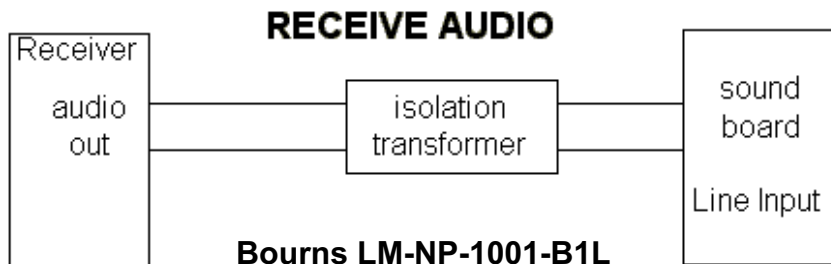 RECEIVE AUDIO
Receiver
audio
out
isolation
transformer
sound
board
Line Input
Bourns LM-NP-1001-B1L